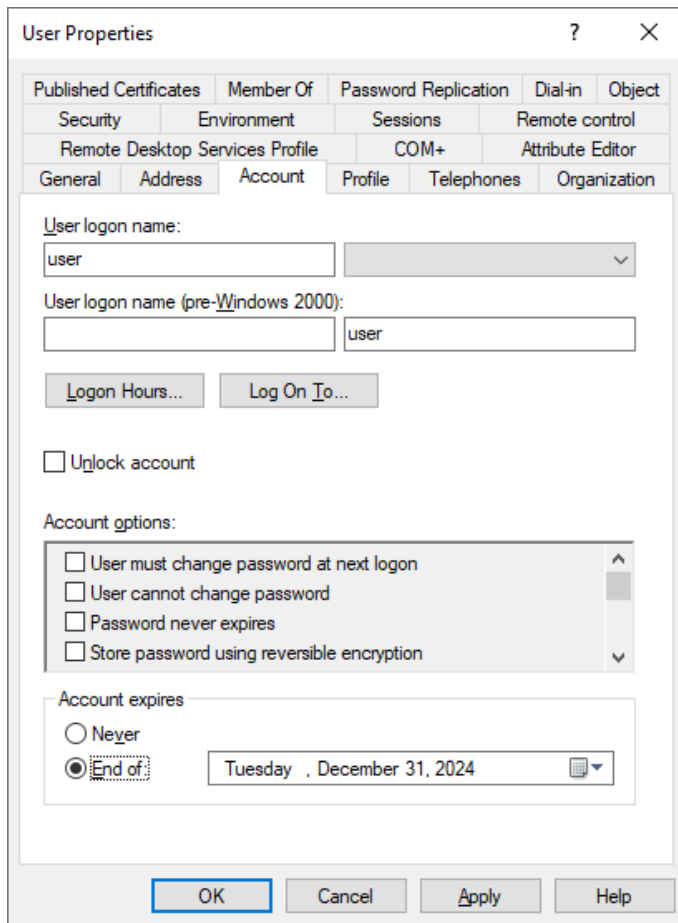 User Properties ?
Published Certificates Member Of Password Replication Dial-in Object
Security Environment Sessions Remote control
Remote Desktop Services Profile COM+ Attribute Editor
General Address Account Profile Telephones Organization
User logon name:
user
User logon name (pre-Windows 2000):
user
Logon Hours... Log On To...
Unlock account
Account options:
User must change password at next logon
User cannot change password
Password never expires
Store password using reversible encryption
Account expires
Never
End of: Tuesday , December 31, 2024
OK Cancel Apply Help